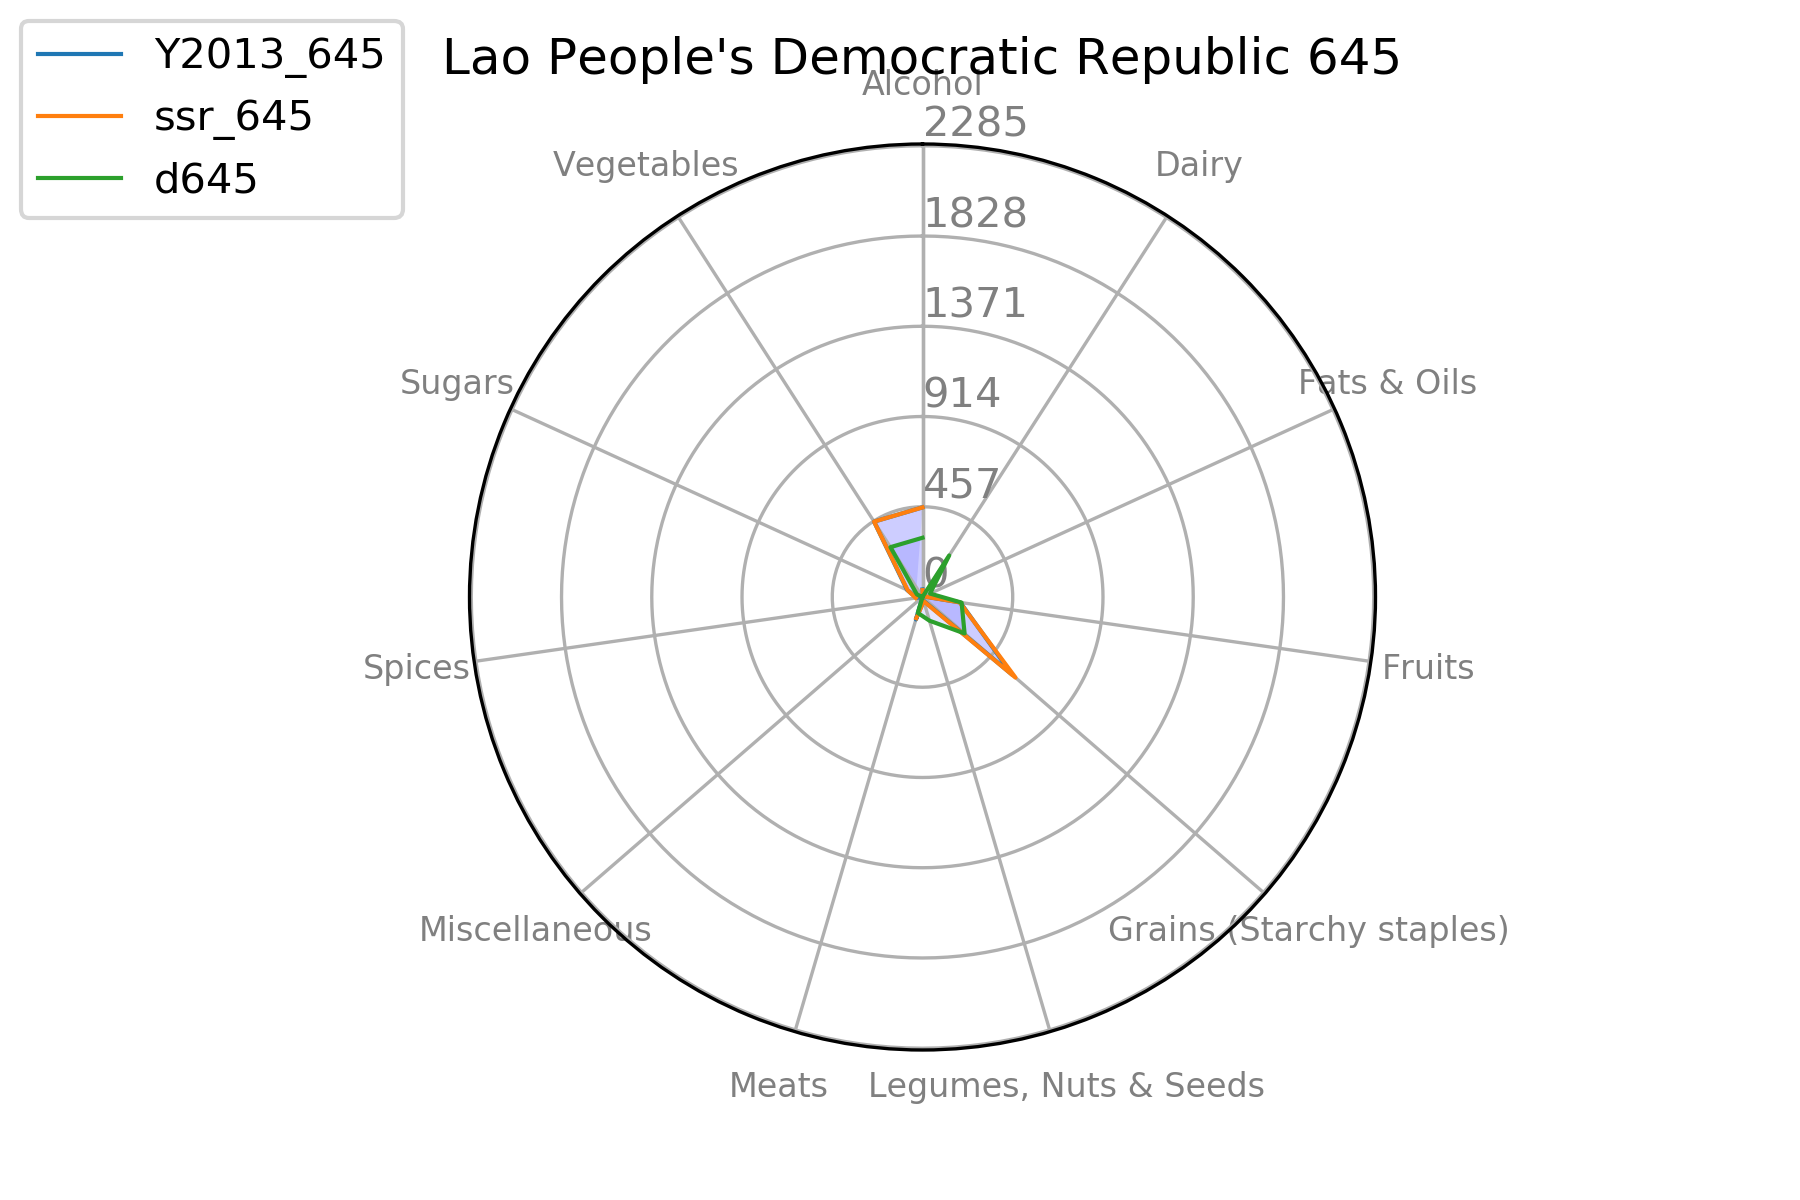 Y2013_645
ssr_645
d645
Lao People's Democratic Republic 645
Alcohol
2285
Vegetables
Dairy
1828
1371
Sugars
Fats & Oils
914
457
0
Spices
Fruits
Miscellaneous
Grains (Starchy staples)
Meats
Legumes, Nuts & Seeds